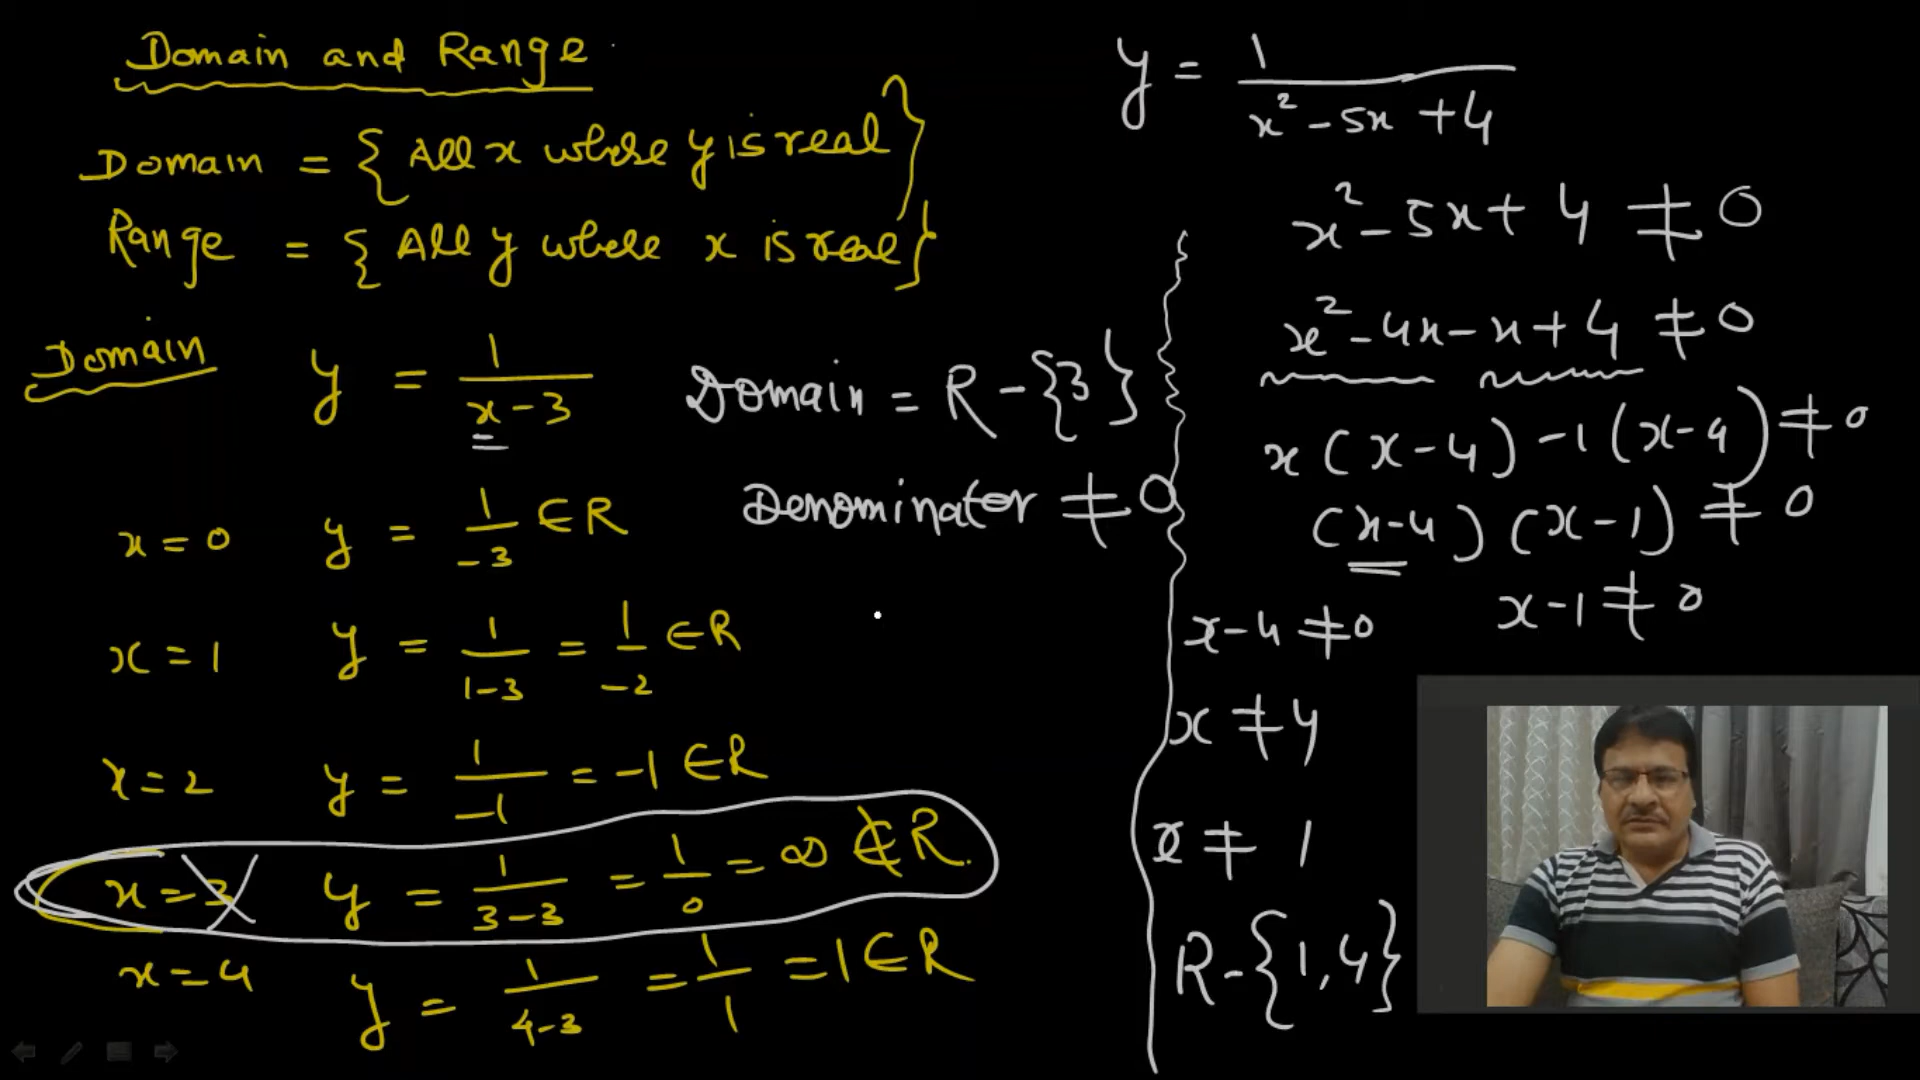 Domain and Range
Domain = {All x where y is real}
Range = {All y where x is real}
Domain y = 1/(x-3) Domain = R-{3}
Denominator ≠ 0
x=0 y = 1/-3 ∈R
x=1 y = 1/(1-3) = 1/-2 ∈R
x=2 y = 1/-1 = -1 ∈R
x=3 y = 1/(3-3) = 1/0 = ∞ ∉R.
x=4 y = 1/(4-3) = 1/1 = 1∈R
y = 1/(x²-5x+4)
x²-5x+4 ≠ 0
x²-4x-x+4 ≠ 0
x(x-4)-1(x-4) ≠ 0
(x-4)(x-1) ≠ 0
x-4≠0 x-1≠0
x≠4
x≠1
R-{1,4}